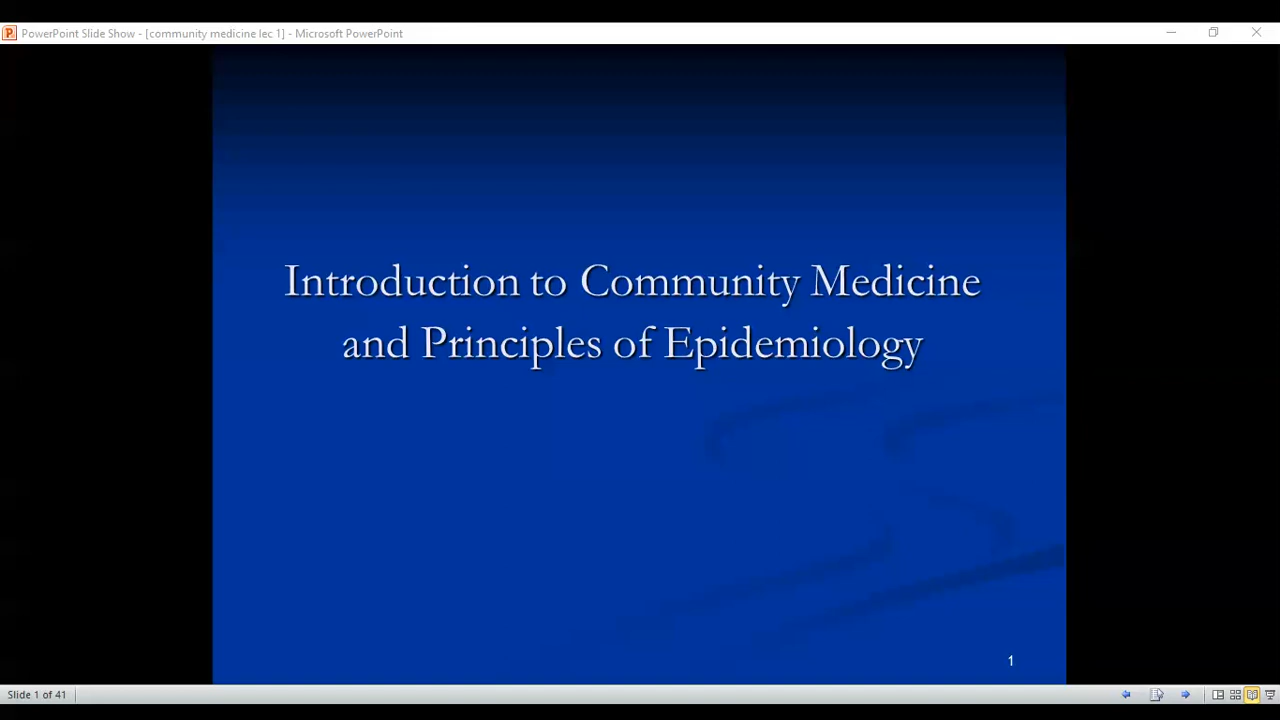 PowerPoint Slide Show - [community medicine lec 1] - Microsoft PowerPoint
Introduction to Community Medicine
and Principles of Epidemiology
1
Slide 1 of 41